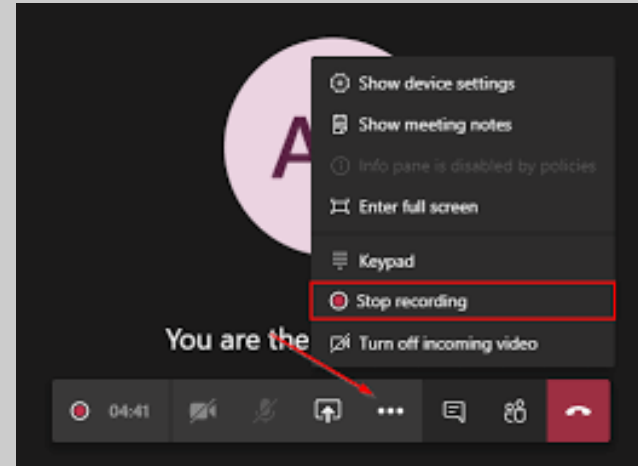 A
Show device settings
Show meeting notes
Info pane is disabled by policies
Enter full screen
Keypad
Stop recording
You are the
Turn off incoming video
04:41